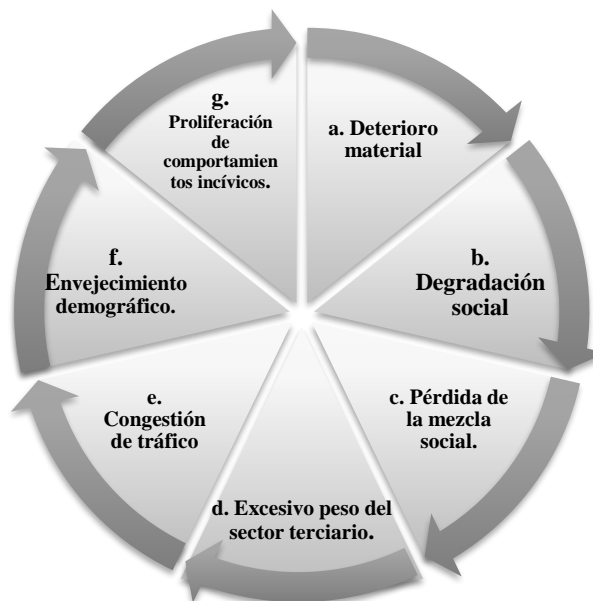 a. Deterioro
material
b.
Degradación
social
c. Pérdida de
la mezcla
social.
d. Excesivo peso del
sector terciario.
e.
Congestión
de tráfico
f.
Envejecimiento
demográfico.
g.
Proliferación
de
comportamien
tos incívicos.